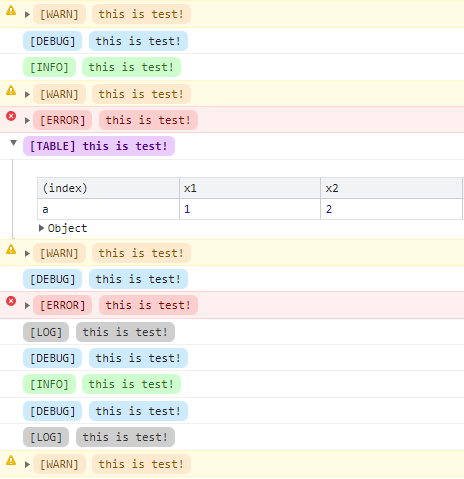 [WARN] this is test!
[DEBUG] this is test!
[INFO] this is test!
[WARN] this is test!
[ERROR] this is test!
[TABLE] this is test!
(index) x1 x2
a 1 2
Object
[WARN] this is test!
[DEBUG] this is test!
[ERROR] this is test!
[LOG] this is test!
[DEBUG] this is test!
[INFO] this is test!
[DEBUG] this is test!
[LOG] this is test!
[WARN] this is test!